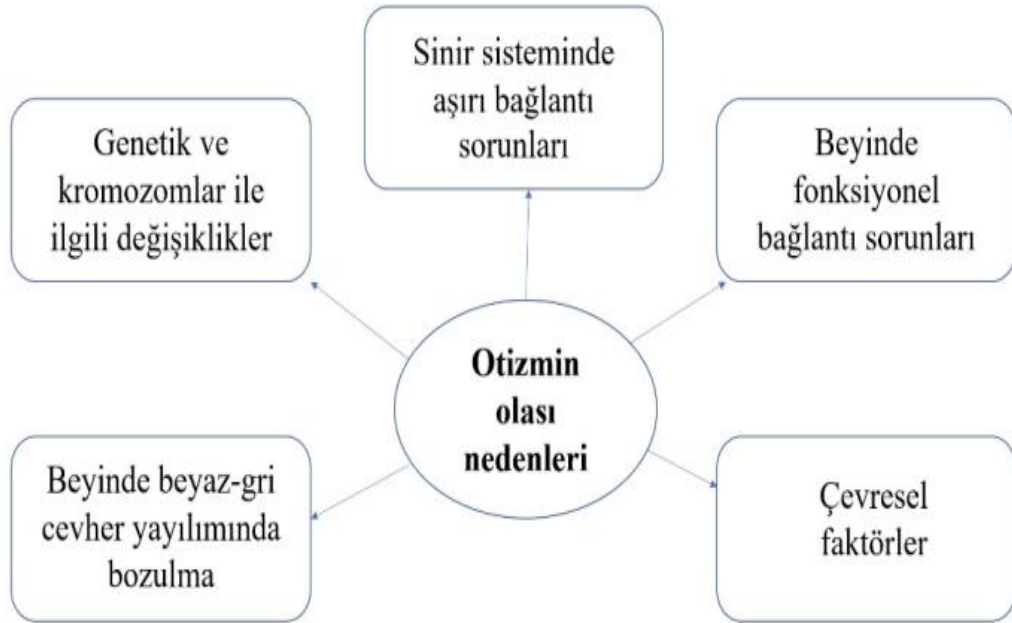 Sinir sisteminde
aşırı bağlantı
sorunları
Genetik ve
kromozomlar ile
ilgili değişiklikler
Beyinde
fonksiyonel
bağlantı sorunları
Otizmin
olası
nedenleri
Beyinde beyaz-gri
cevher yayılımında
bozulma
Çevresel
faktörler